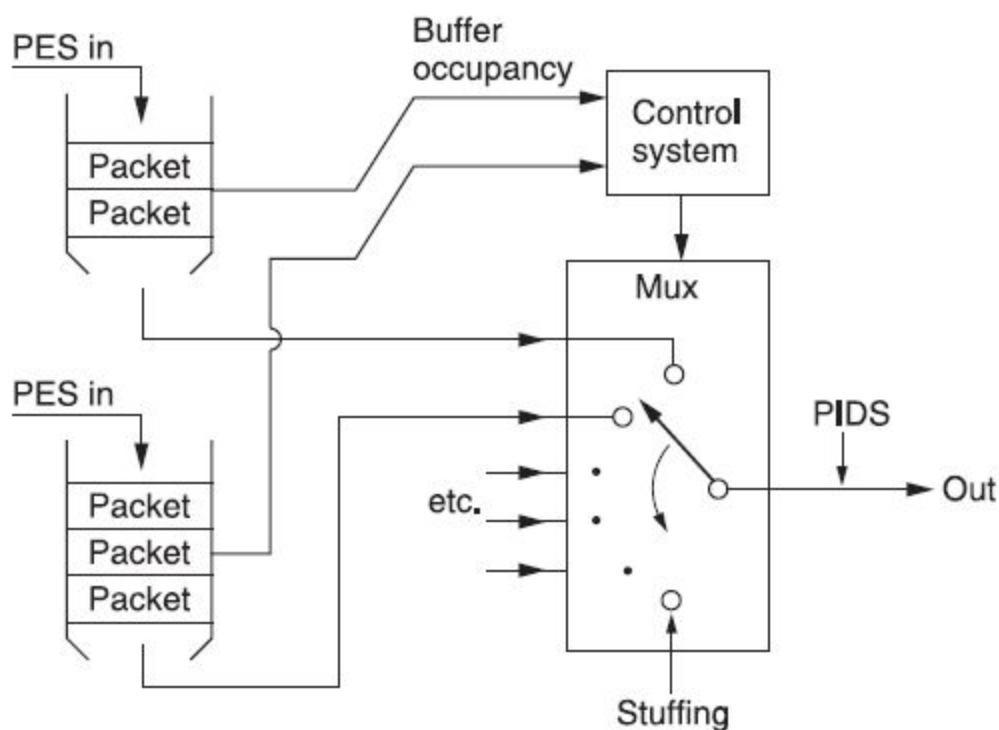 PES in
Packet
Packet
Buffer
occupancy
Control
system
Mux
PES in
Packet
Packet
Packet
etc.
PIDS
Out
Stuffing